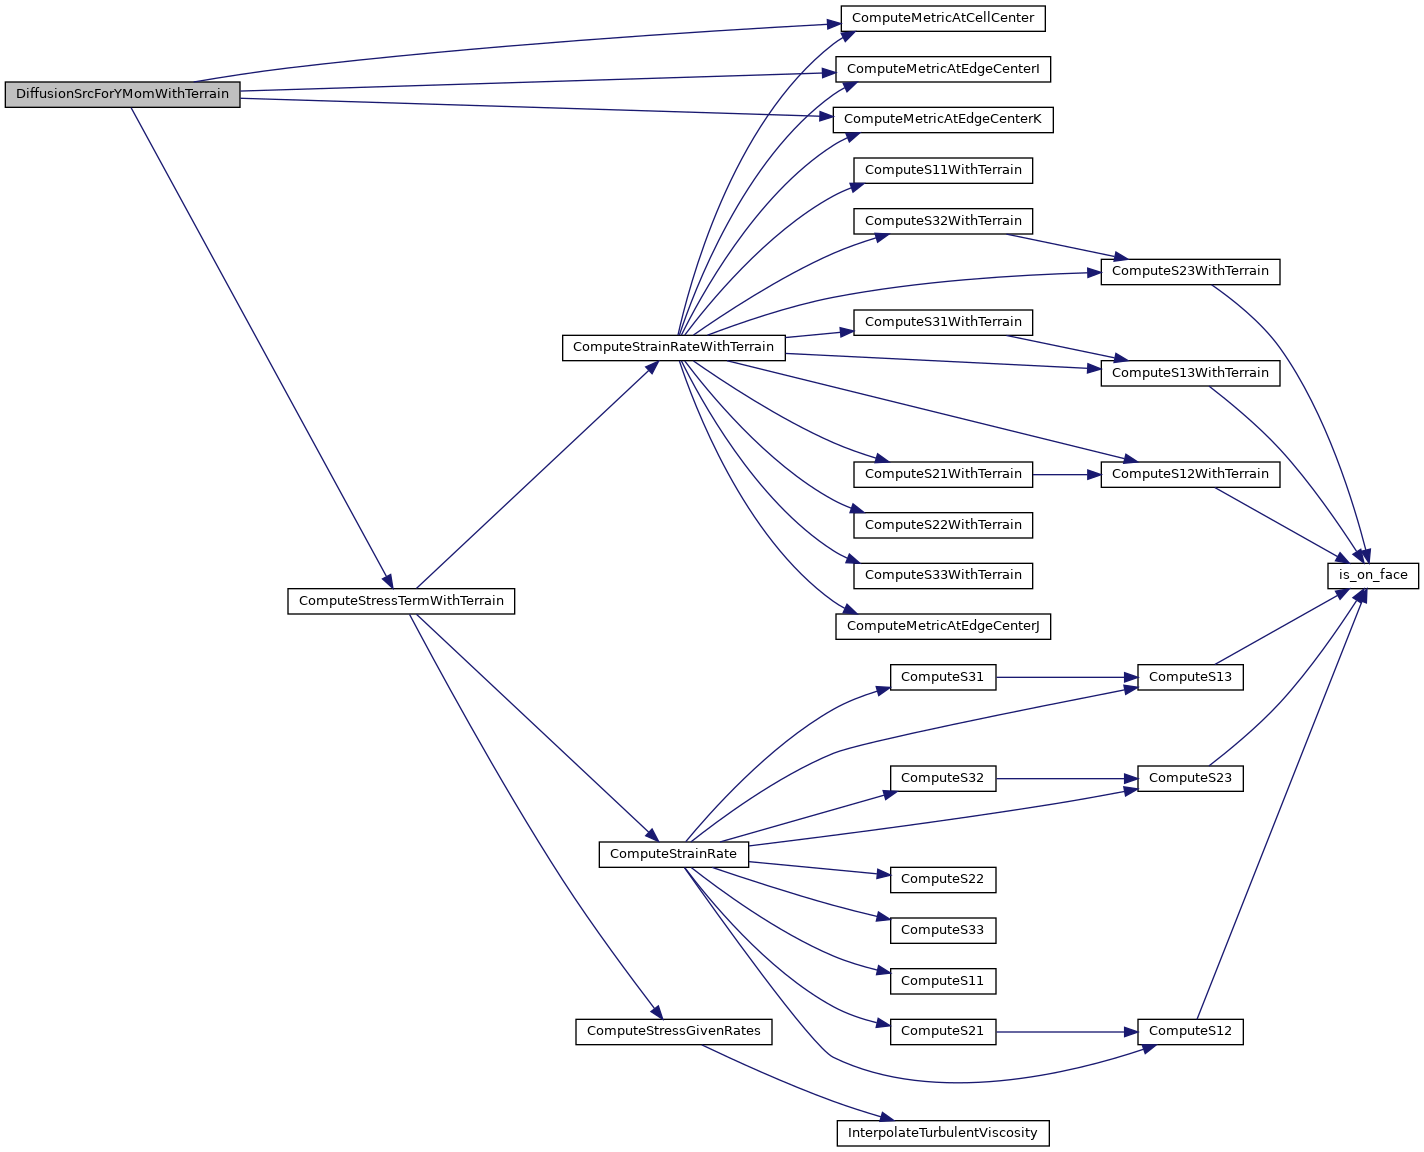 ComputeMetricAtCellCenter
ComputeMetricAtEdgeCenterI
DiffusionSrcForYMomWithTerrain
ComputeMetricAtEdgeCenterK
ComputeS11WithTerrain
ComputeS32WithTerrain
ComputeS23WithTerrain
ComputeS31WithTerrain
ComputeStrainRateWithTerrain
ComputeS13WithTerrain
ComputeS21WithTerrain
ComputeS12WithTerrain
ComputeS22WithTerrain
ComputeS33WithTerrain
is_on_face
ComputeStressTermWithTerrain
ComputeMetricAtEdgeCenterJ
ComputeS31
ComputeS13
ComputeS32
ComputeS23
ComputeStrainRate
ComputeS22
ComputeS33
ComputeS11
ComputeStressGivenRates
ComputeS21
ComputeS12
InterpolateTurbulentViscosity